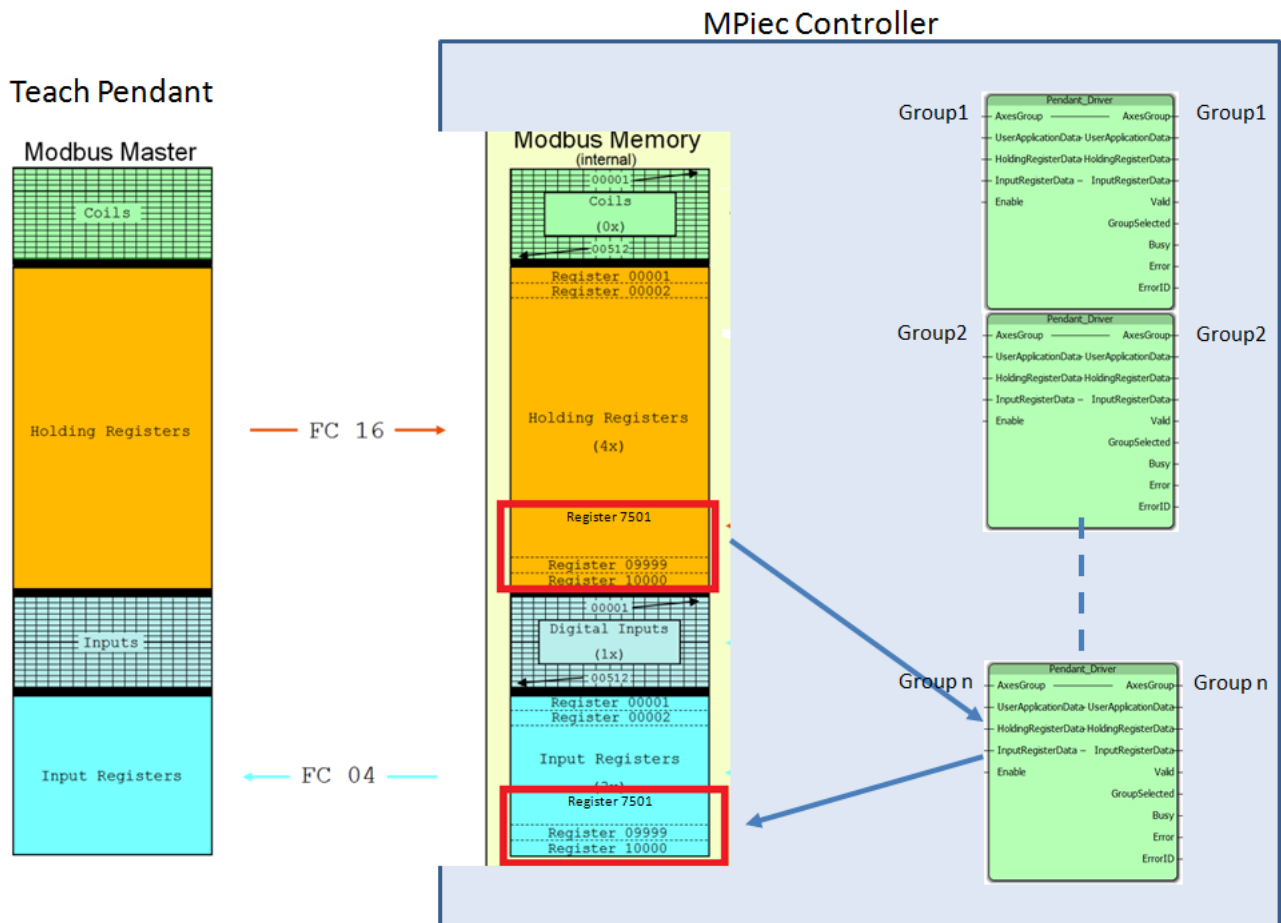 MPiec Controller
Teach Pendant
Modbus Master
Coils
Holding Registers
Inputs
Input Registers
FC 16
FC 04
Modbus Memory
(internal)
00001
Coils
(0x)
00512
Register 00001
Register 00002
Holding Registers
(4x)
Register 7501
Register 09999
Register 10000
00001
Digital Inputs
(1x)
00512
Register 00001
Register 00002
Input Registers
Register 7501
Register 09999
Register 10000
Group1
Pendant_Driver
Group1
AxesGroup AxesGroup
UserApplicationData UserApplicationData
HoldingRegisterData HoldingRegisterData
InputRegisterData InputRegisterData
Enable Valid
GroupSelected
Busy
Error
ErrorID
Group2
Pendant_Driver
Group2
AxesGroup AxesGroup
UserApplicationData UserApplicationData
HoldingRegisterData HoldingRegisterData
InputRegisterData InputRegisterData
Enable Valid
GroupSelected
Busy
Error
ErrorID
Group n
Pendant_Driver
Group n
AxesGroup AxesGroup
UserApplicationData UserApplicationData
HoldingRegisterData HoldingRegisterData
InputRegisterData InputRegisterData
Enable Valid
GroupSelected
Busy
Error
ErrorID